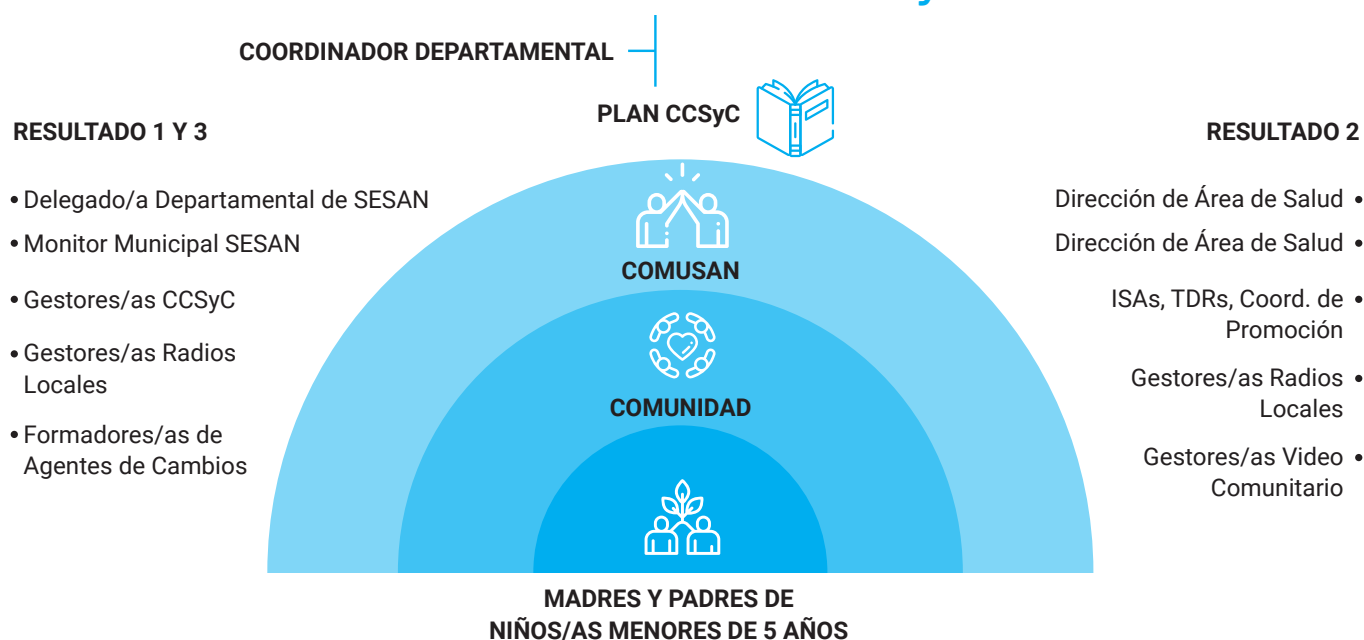 COORDINADOR DEPARTAMENTAL
PLAN CCSyC
RESULTADO 1 Y 3
• Delegado/a Departamental de SESAN
• Monitor Municipal SESAN
• Gestores/as CCSyC
• Gestores/as Radios
Locales
• Formadores/as de
Agentes de Cambios
COMUSAN
COMUNIDAD
MADRES Y PADRES DE
NIÑOS/AS MENORES DE 5 AÑOS
RESULTADO 2
Dirección de Área de Salud •
Dirección de Área de Salud •
ISAs, TDRs, Coord. de •
Promoción
Gestores/as Radios •
Locales
Gestores/as Video •
Comunitario